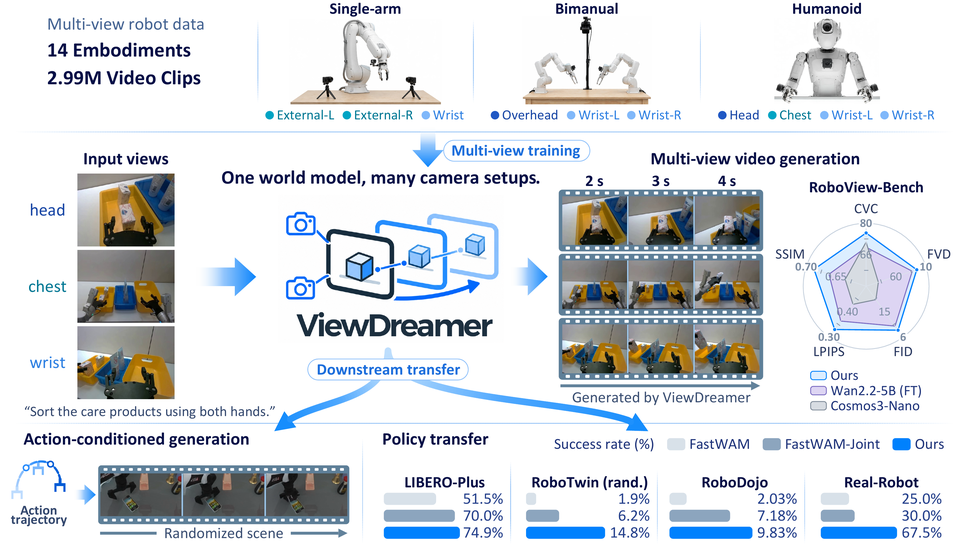 Multi-view robot data
14 Embodiments
2.99M Video Clips
Single-arm
External-L
External-R
Wrist
Bimanual
Overhead
Wrist-L
Wrist-R
Humanoid
Head
Chest
Wrist-L
Wrist-R
Multi-view training
Input views
head
chest
wrist
"Sort the care products using both hands."
One world model, many camera setups.
ViewDreamer
Downstream transfer
Multi-view video generation
2 s
3 s
4 s
Generated by ViewDreamer
RoboView-Bench
CVC
80
66
SSIM
0.70
0.65
FVD
10
60
0.40
15
0.30
6
LPIPS
FID
Ours
Wan2.2-5B (FT)
Cosmos3-Nano
Action-conditioned generation
Action
trajectory
Randomized scene
Policy transfer
Success rate (%)
FastWAM
FastWAM-Joint
Ours
LIBERO-Plus
51.5%
70.0%
74.9%
RoboTwin (rand.)
1.9%
6.2%
14.8%
RoboDojo
2.03%
7.18%
9.83%
Real-Robot
25.0%
30.0%
67.5%